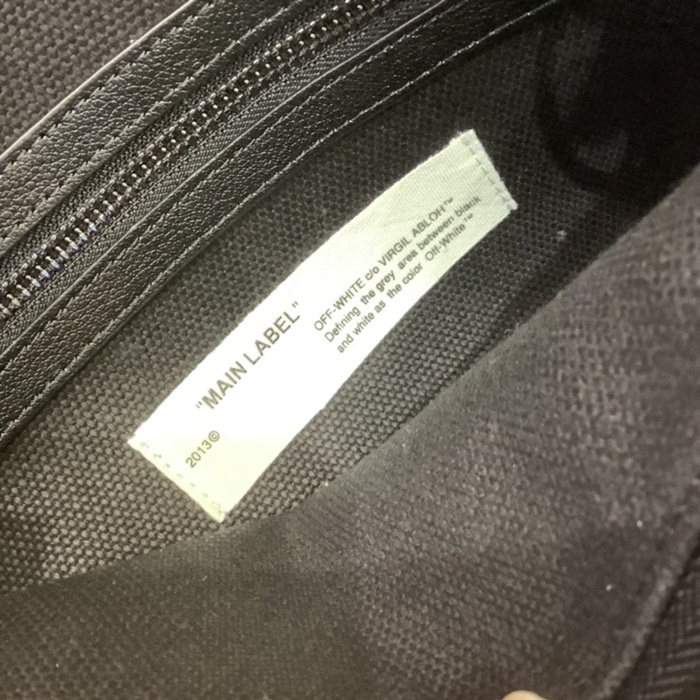 "MAIN LABEL"
2013©
OFF-WHITE c/o VIRGIL ABLOH™
Defining the grey area between black
and white as the color Off-White™